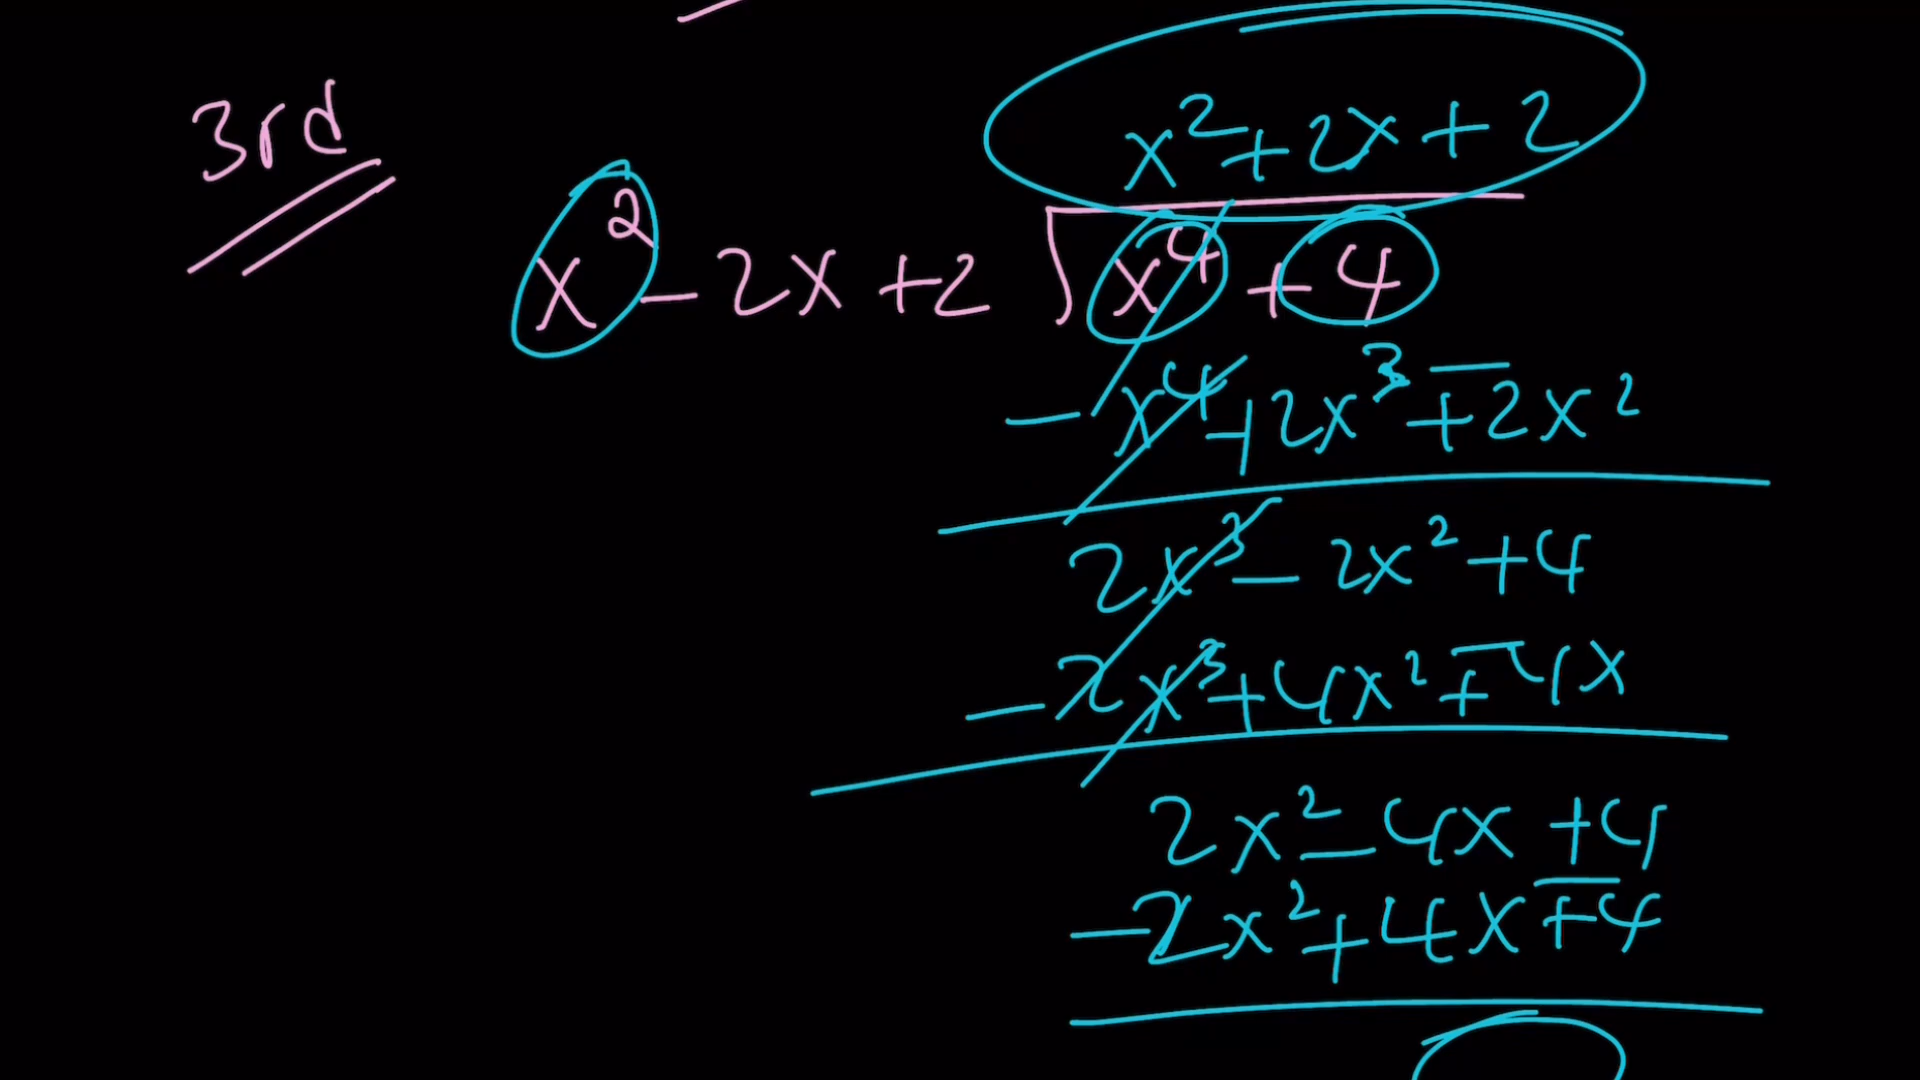 3rd
x² + 2x + 2
x² - 2x + 2 x⁴ + 4
- x⁴ + 2x³ ∓ 2x²
2x³ - 2x² + 4
- 2x³ + 4x² ∓ 4x
2x² - 4x + 4
- 2x² + 4x ∓ 4